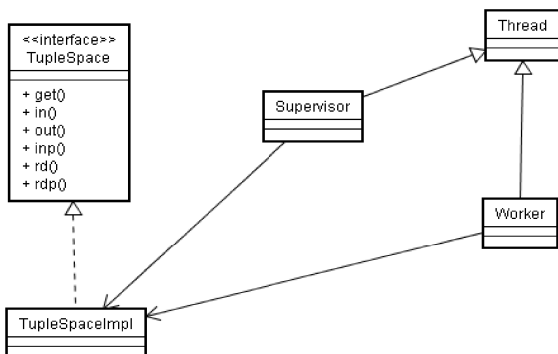 <<interface>>
TupleSpace
+ get()
+ in()
+ out()
+ inp()
+ rd()
+ rdp()
Thread
Supervisor
Worker
TupleSpaceImpl